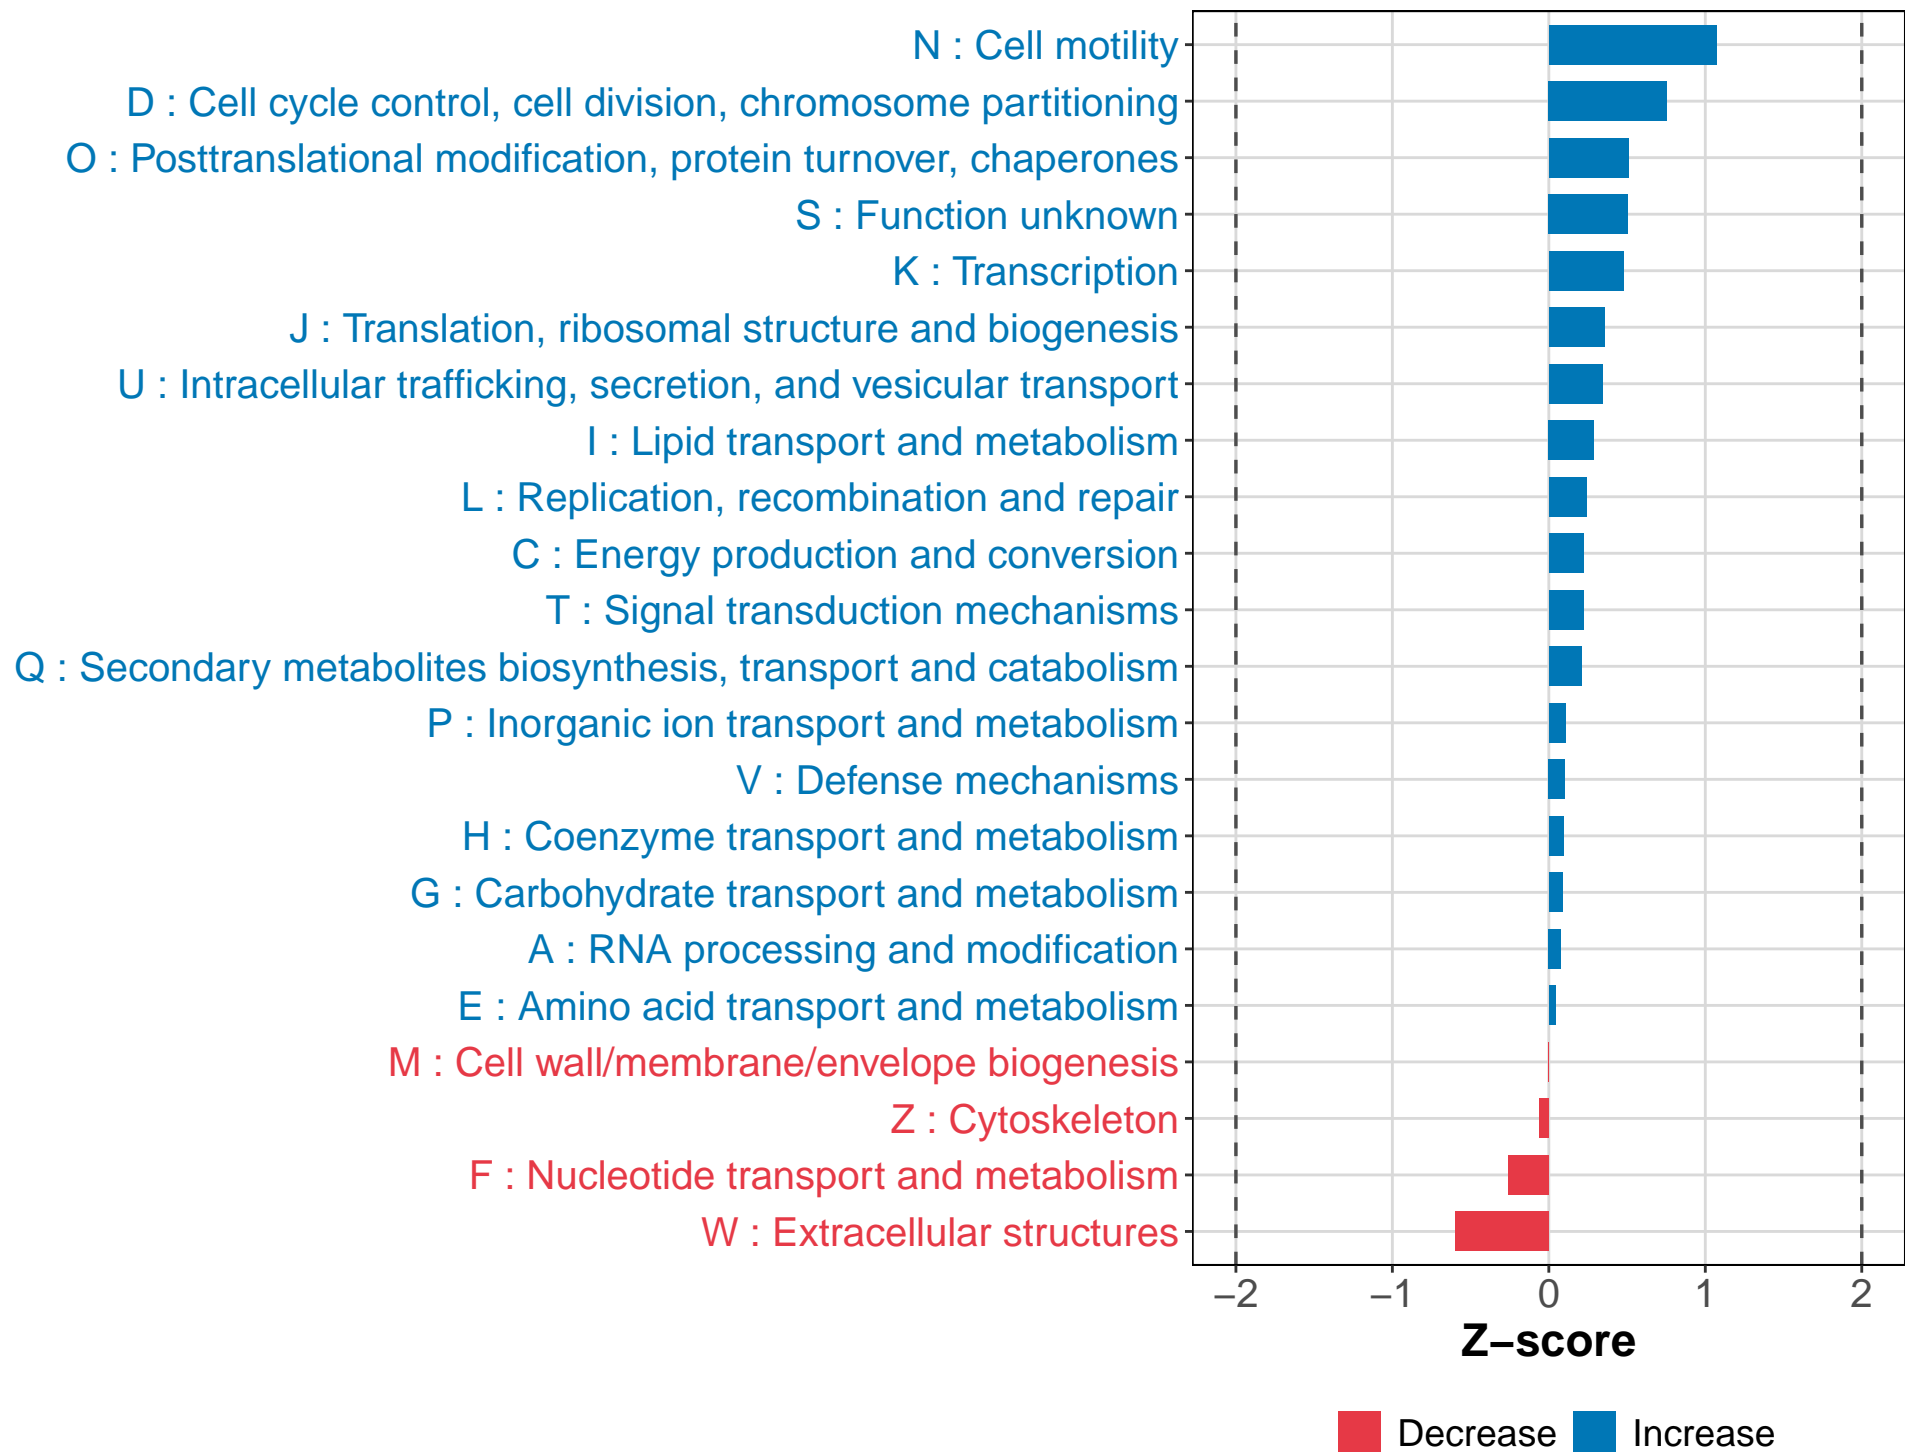 N : Cell motility
D : Cell cycle control, cell division, chromosome partitioning
O : Posttranslational modification, protein turnover, chaperones
S : Function unknown
K : Transcription
J : Translation, ribosomal structure and biogenesis
U : Intracellular trafficking, secretion, and vesicular transport
I : Lipid transport and metabolism
L : Replication, recombination and repair
C : Energy production and conversion
T : Signal transduction mechanisms
Q : Secondary metabolites biosynthesis, transport and catabolism
P : Inorganic ion transport and metabolism
V : Defense mechanisms
H : Coenzyme transport and metabolism
G : Carbohydrate transport and metabolism
A : RNA processing and modification
E : Amino acid transport and metabolism
M : Cell wall/membrane/envelope biogenesis
Z : Cytoskeleton
F : Nucleotide transport and metabolism
W : Extracellular structures
−2 −1 0 1 2
Z−score
Decrease Increase